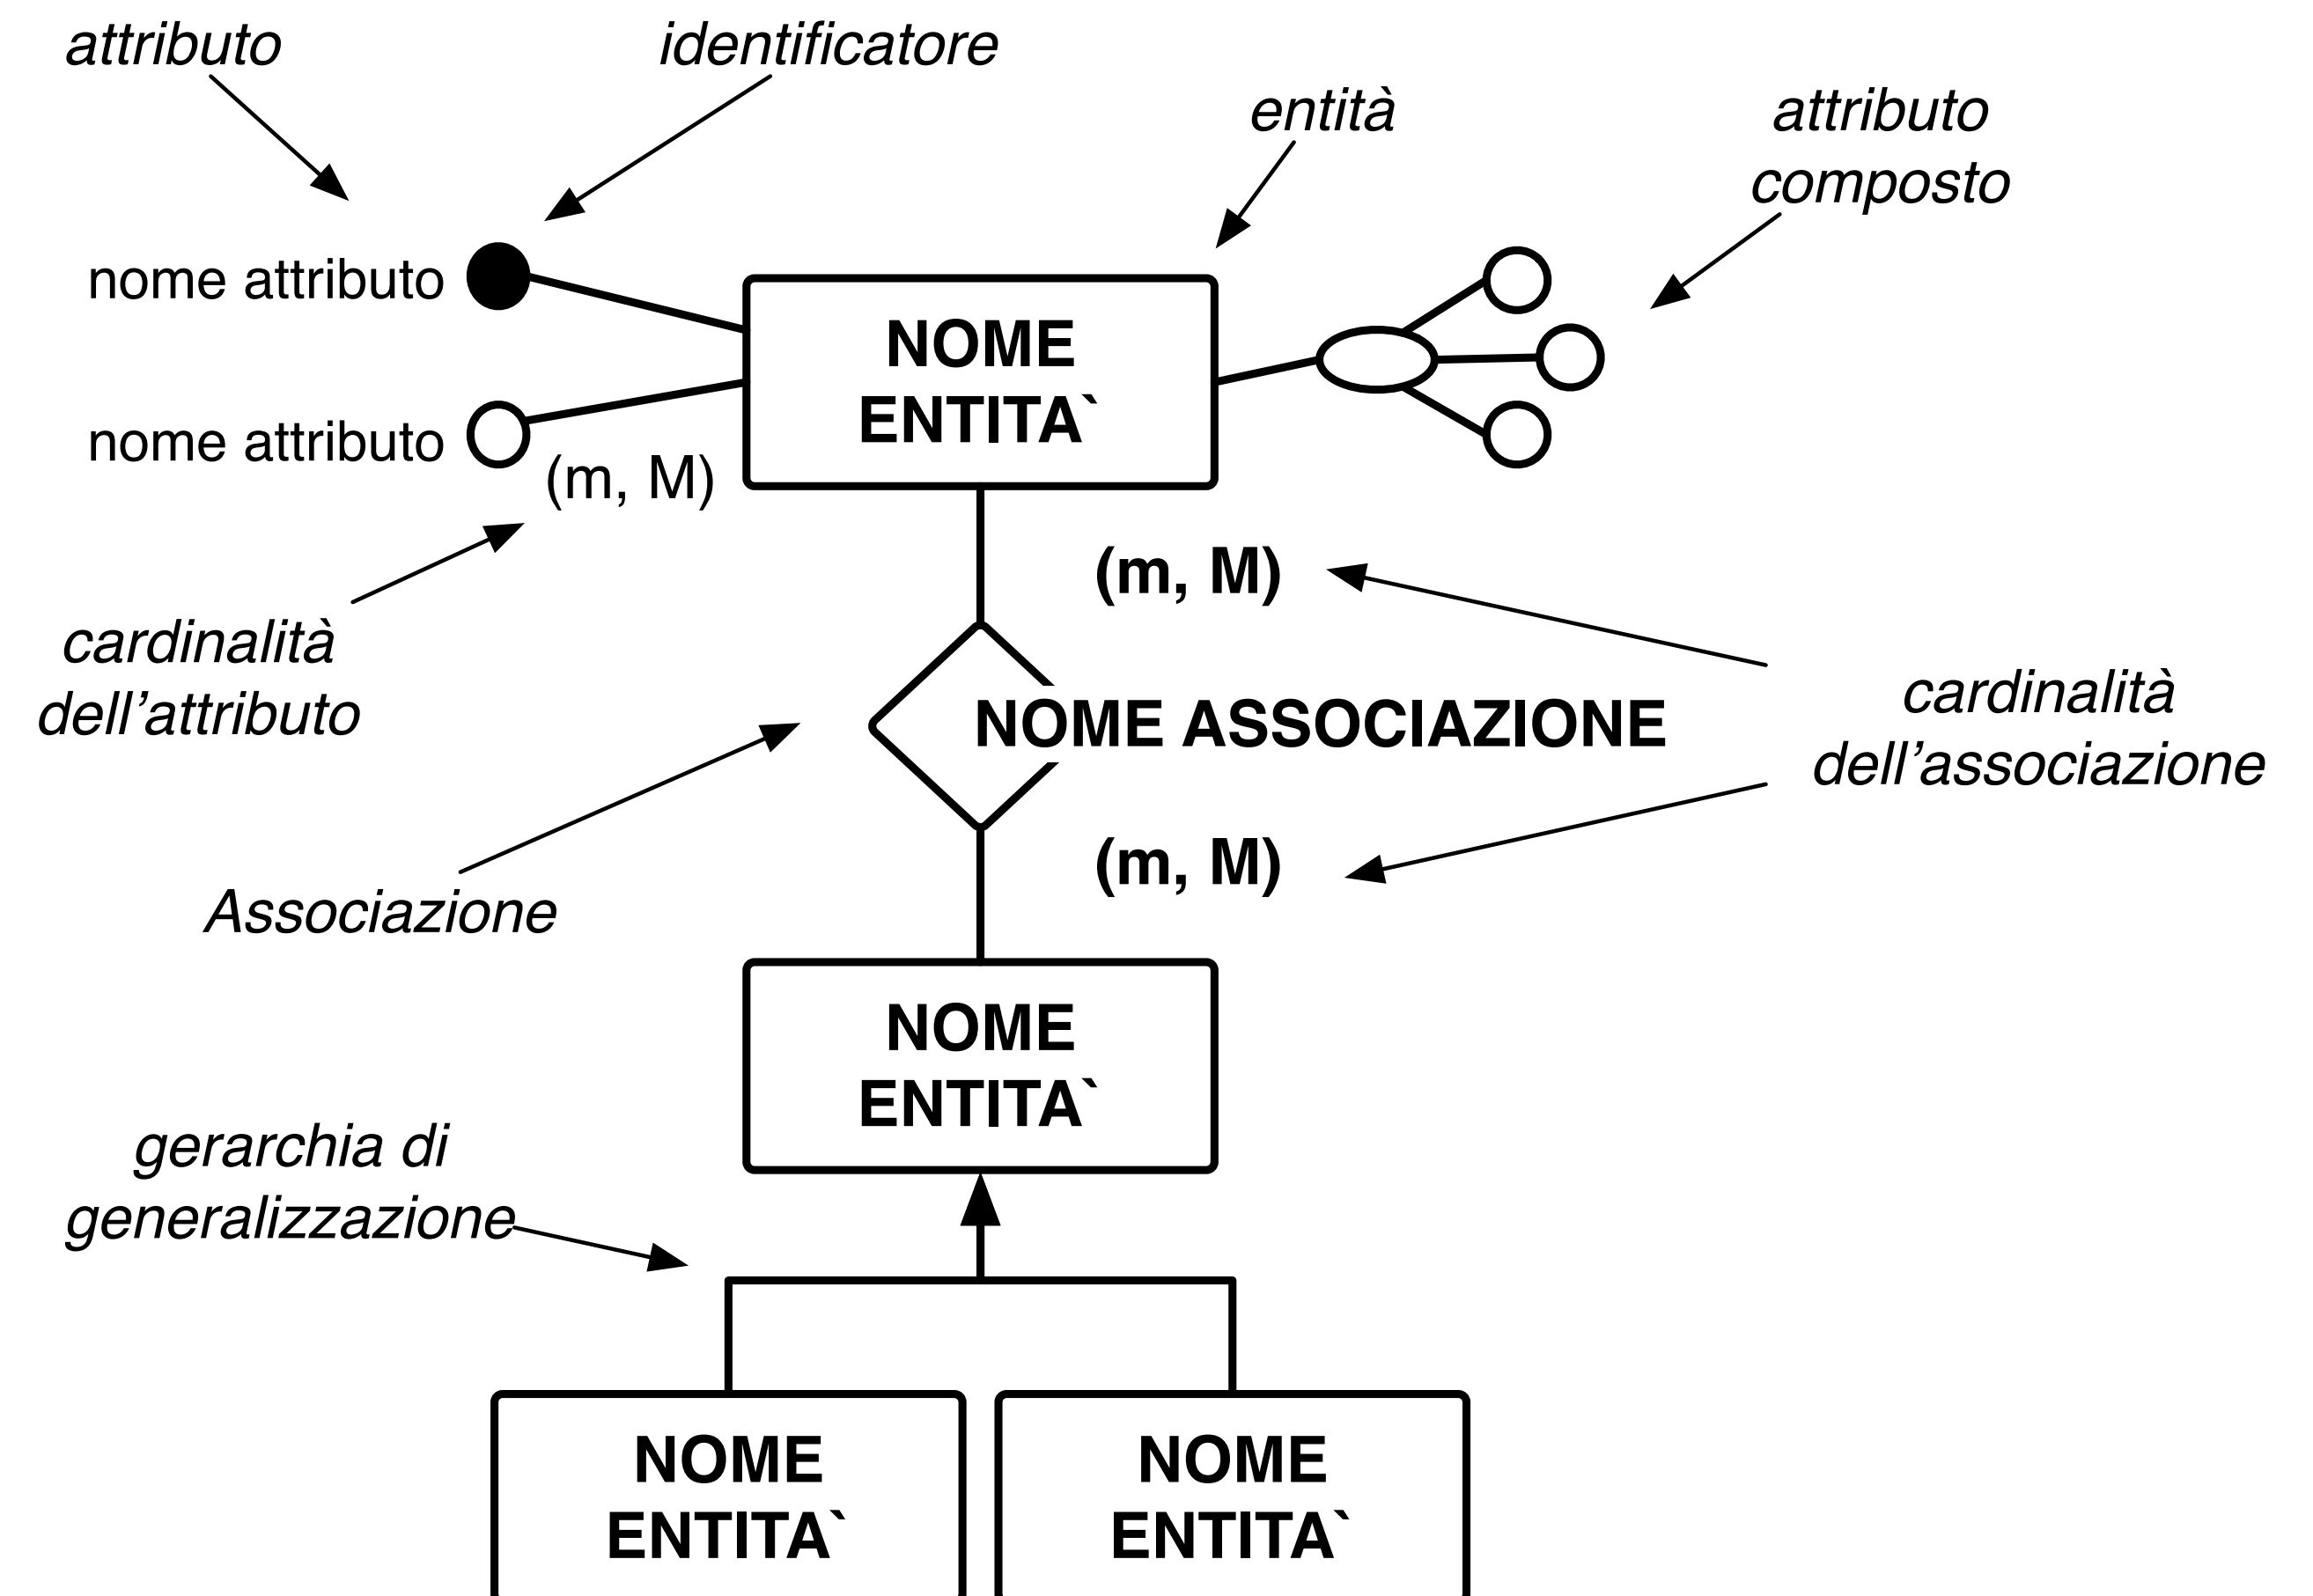 attributo
identificatore
entità
attributo
composto
nome attributo
NOME
ENTITA`
nome attributo
(m, M)
(m, M)
cardinalità
dell’attributo
NOME ASSOCIAZIONE
cardinalità
dell’associazione
(m, M)
Associazione
NOME
ENTITA`
gerarchia di
generalizzazione
NOME
ENTITA`
NOME
ENTITA`